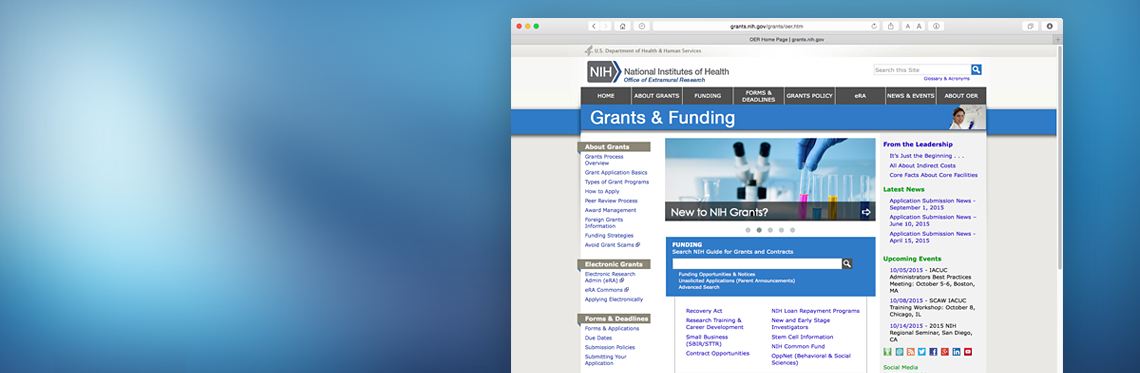 grants.nih.gov/grants/oer.htm
A A
OER Home Page | grants.nih.gov
U.S. Department of Health & Human Services
NIH
National Institutes of Health
Office of Extramural Research
Search this Site
Glossary & Acronyms
HOME
ABOUT GRANTS
FUNDING
FORMS &
DEADLINES
GRANTS POLICY
eRA
NEWS & EVENTS
ABOUT OER
Grants & Funding
About Grants
Grants Process
Overview
Grant Application Basics
Types of Grant Programs
How to Apply
Peer Review Process
Award Management
Foreign Grants
Information
Funding Strategies
Avoid Grant Scams
Electronic Grants
Electronic Research
Admin (eRA)
eRA Commons
Applying Electronically
Forms & Deadlines
Forms & Applications
Due Dates
Submission Policies
Submitting Your
Application
New to NIH Grants?
FUNDING
Search NIH Guide for Grants and Contracts
Funding Opportunities & Notices
Unsolicited Applications (Parent Announcements)
Advanced Search
Recovery Act
Research Training &
Career Development
Small Business
(SBIR/STTR)
Contract Opportunities
NIH Loan Repayment Programs
New and Early Stage
Investigators
Stem Cell Information
NIH Common Fund
OppNet (Behavioral & Social
Sciences)
From the Leadership
It's Just the Beginning . . .
All About Indirect Costs
Core Facts About Core Facilities
Latest News
Application Submission News -
September 1, 2015
Application Submission News -
June 10, 2015
Application Submission News -
April 15, 2015
Upcoming Events
10/05/2015 - IACUC
Administrators Best Practices
Meeting: October 5-6, Boston,
MA
10/08/2015 - SCAW IACUC
Training Workshop: October 8,
Chicago, IL
10/14/2015 - 2015 NIH
Regional Seminar, San Diego,
CA
Social Media